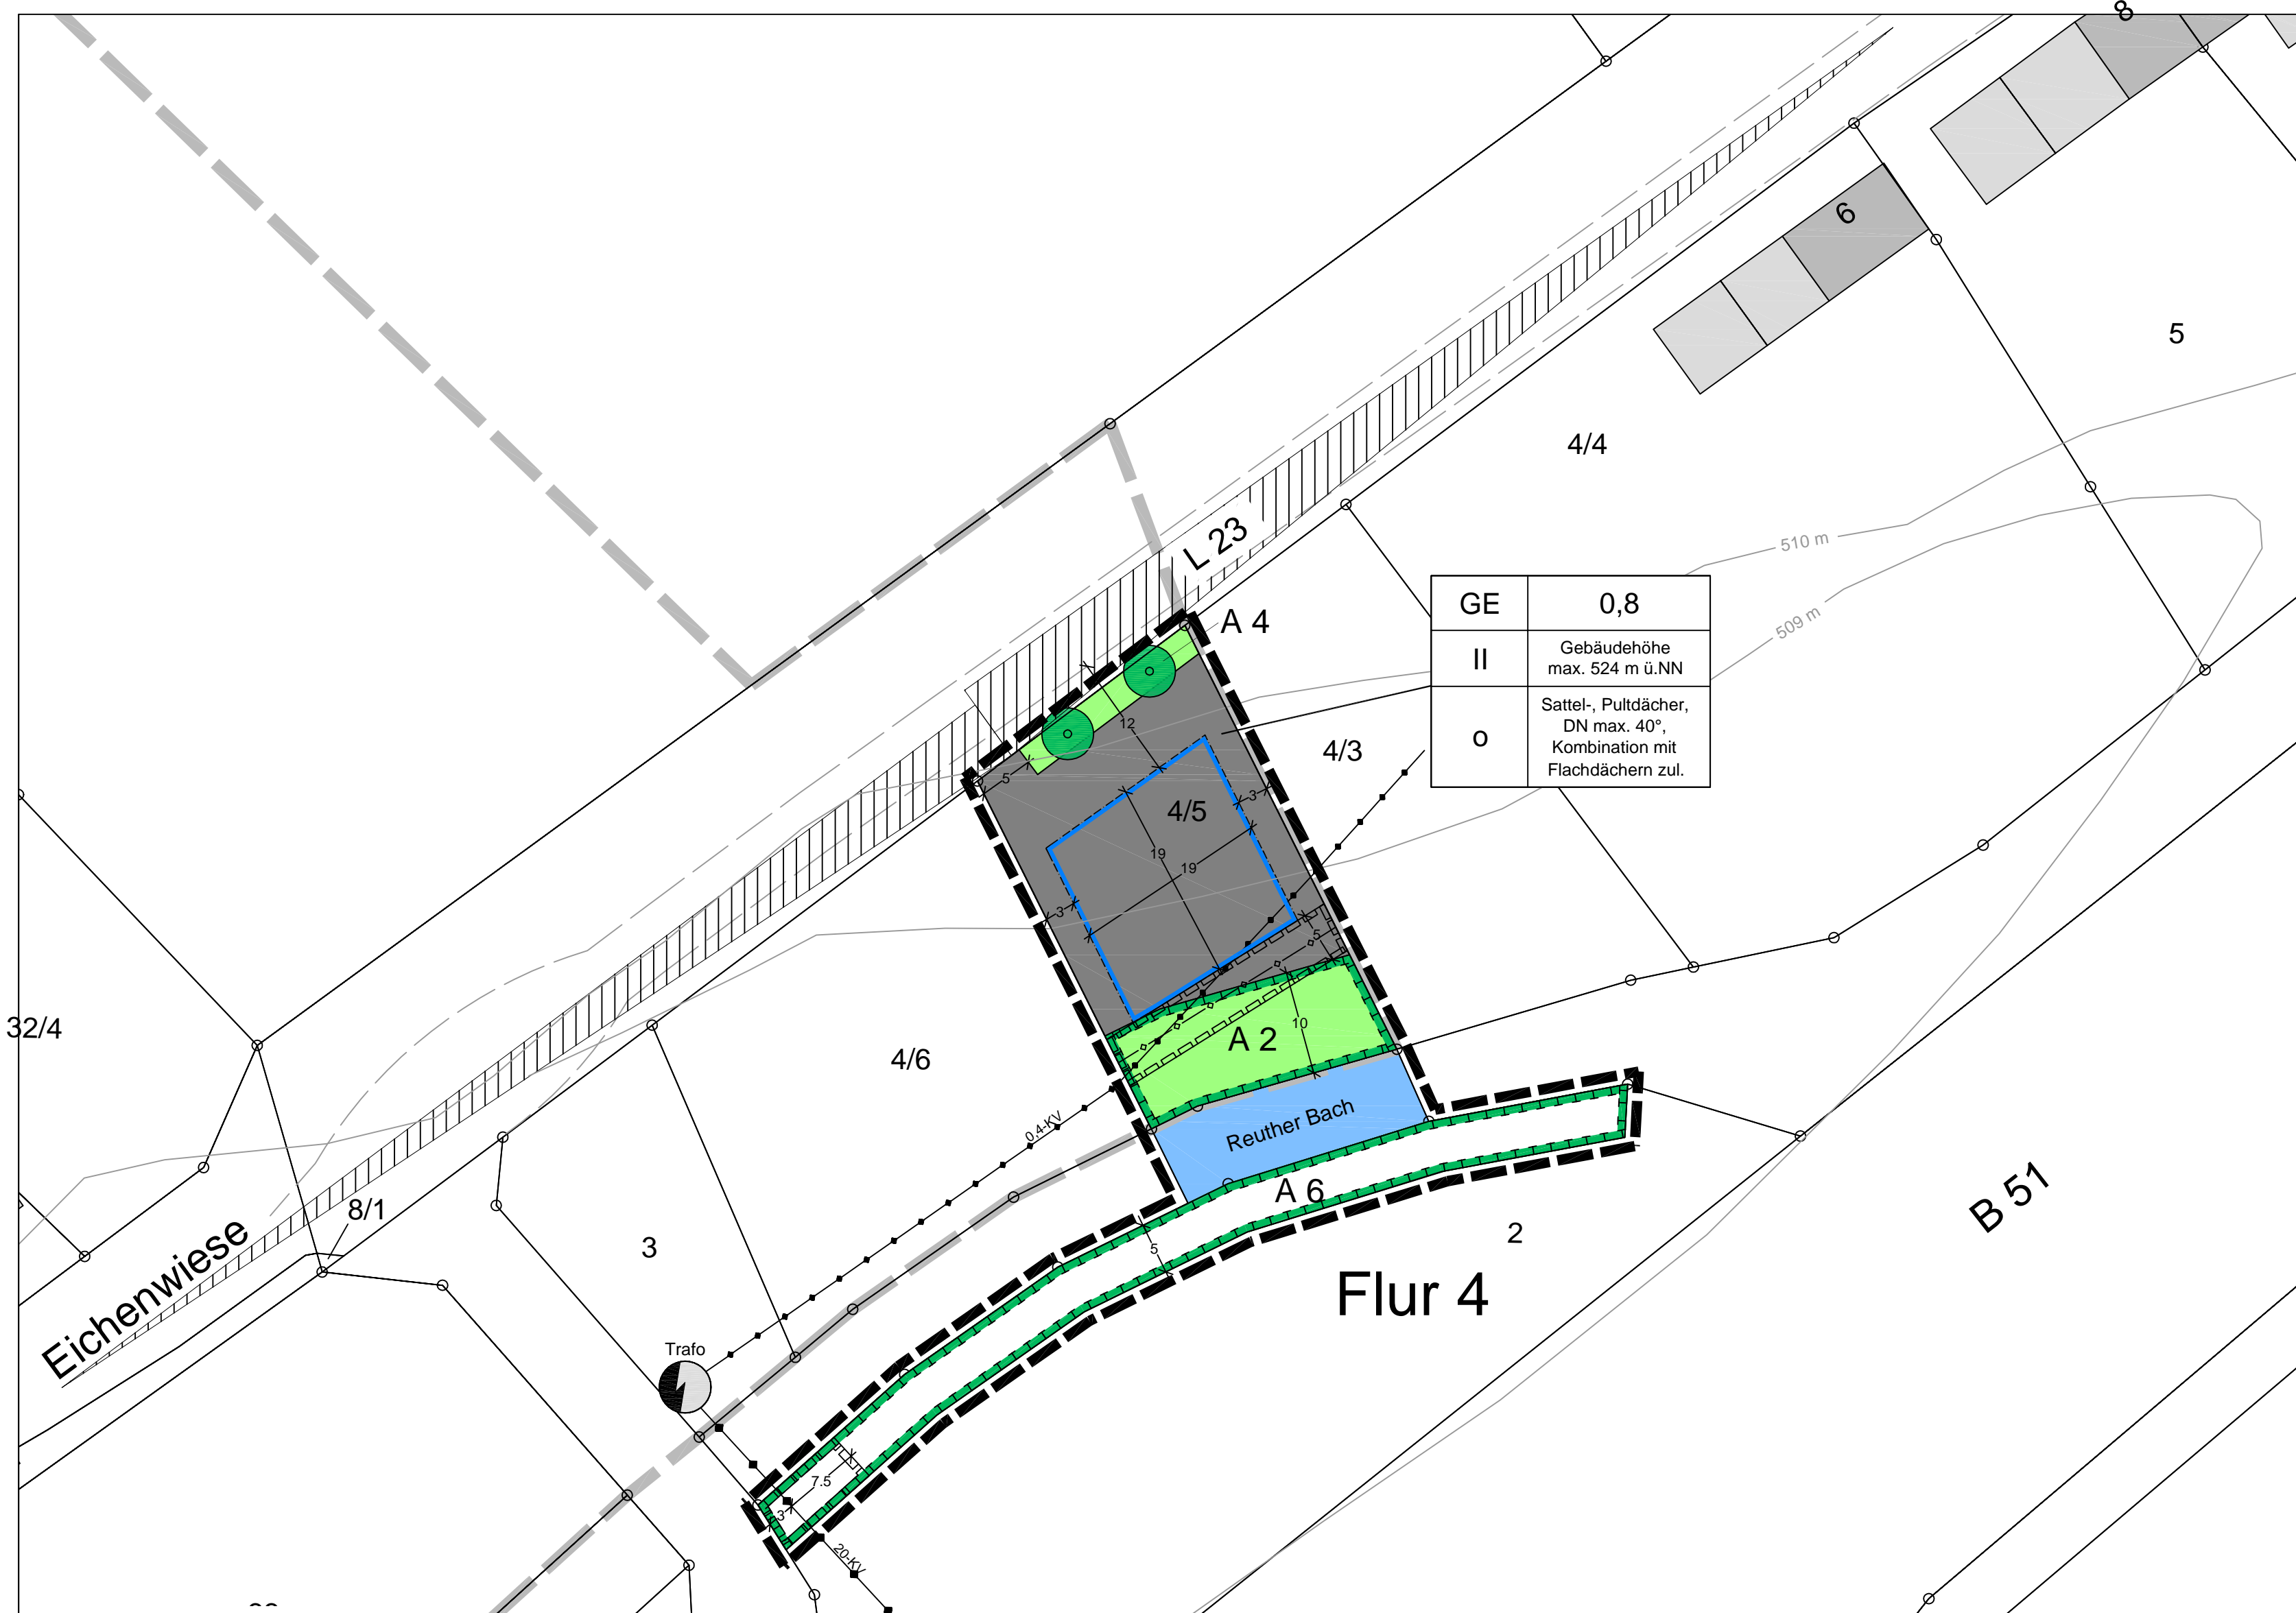 8
6
5
4/4
510 m
509 m
L 23
A 4
GE
0,8
II
Gebäudehöhe
max. 524 m ü.NN
o
Sattel-, Pultdächer,
DN max. 40°,
Kombination mit
Flachdächern zul.
12
5
4/3
3
4/5
19
19
3
5
10
A 2
32/4
4/6
Reuther Bach
0,4-KV
A 6
8/1
3
2
B 51
5
Flur 4
Eichenwiese
Trafo
7.5
3
20-KV